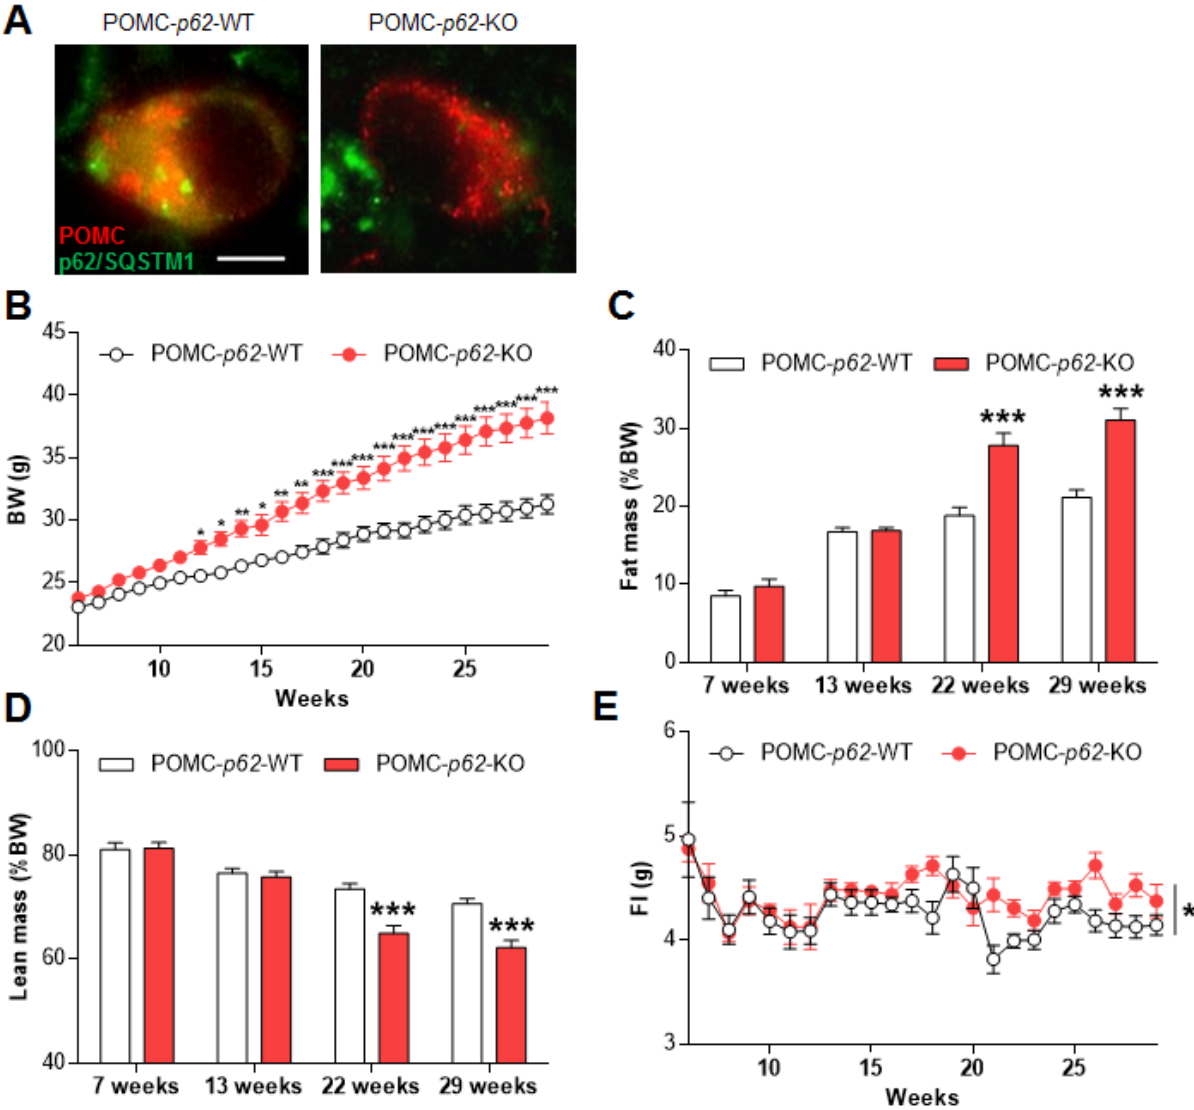 A
POMC-p62-WT
POMC-p62-KO
POMC
p62/SQSTM1
B
45
40
35
30
25
20
BW (g)
POMC-p62-WT
POMC-p62-KO
* * ** * ** ** *** *** *** *** *** *** *** *** *** *** *** ***
10 15 20 25
Weeks
C
40
30
20
10
0
Fat mass (%BW)
POMC-p62-WT
POMC-p62-KO
***
***
7 weeks 13 weeks 22 weeks 29 weeks
D
100
80
60
40
Lean mass (%BW)
POMC-p62-WT
POMC-p62-KO
***
***
7 weeks 13 weeks 22 weeks 29 weeks
E
6
5
4
3
FI (g)
POMC-p62-WT
POMC-p62-KO
*
10 15 20 25
Weeks